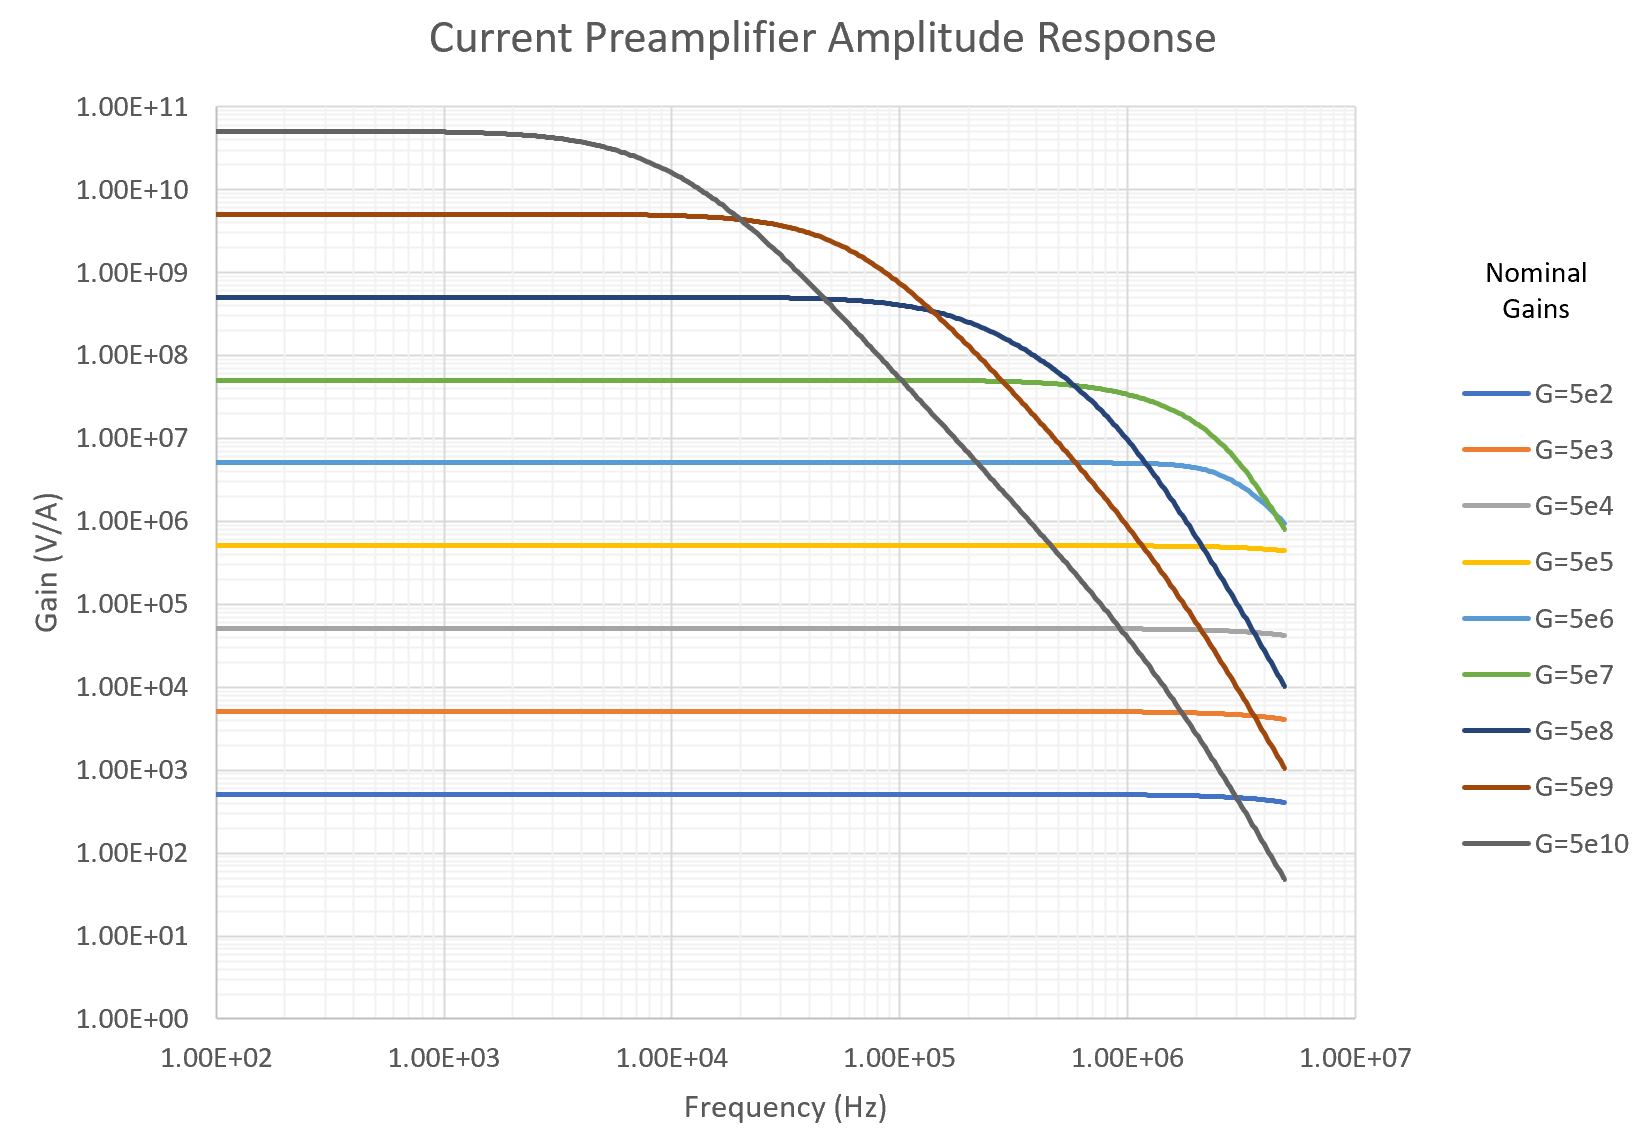 Current Preamplifier Amplitude Response
1.00E+11
1.00E+10
1.00E+09
1.00E+08
1.00E+07
1.00E+06
1.00E+05
1.00E+04
1.00E+03
1.00E+02
1.00E+01
1.00E+00
Gain (V/A)
1.00E+02 1.00E+03 1.00E+04 1.00E+05 1.00E+06 1.00E+07
Frequency (Hz)
Nominal
Gains
G=5e2
G=5e3
G=5e4
G=5e5
G=5e6
G=5e7
G=5e8
G=5e9
G=5e10